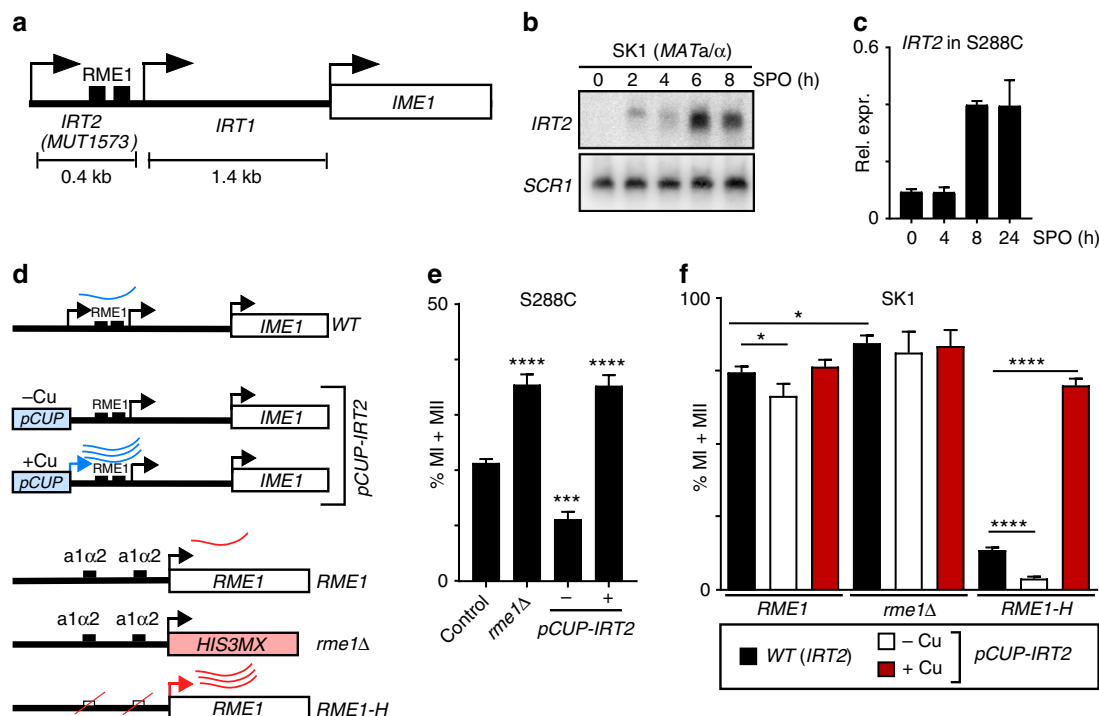 a
RME1
IRT2
(MUT1573)
IRT1
IME1
0.4 kb
1.4 kb
b
SK1 (MATa/α)
0 2 4 6 8 SPO (h)
IRT2
SCR1
c
IRT2 in S288C
0.6
Rel. expr.
0
0 4 8 24 SPO (h)
d
RME1
IME1 WT
–Cu
pCUP RME1 IME1
+Cu
pCUP RME1 IME1
pCUP-IRT2
a1α2 a1α2
RME1 RME1
a1α2 a1α2
HIS3MX rme1Δ
RME1 RME1-H
e
S288C
50
% MI + MII
****
****
***
0
Control rme1Δ – +
pCUP-IRT2
f
SK1
100
% MI + MII
*
*
****
****
0
RME1 rme1Δ RME1-H
WT (IRT2)
– Cu
+ Cu
pCUP-IRT2